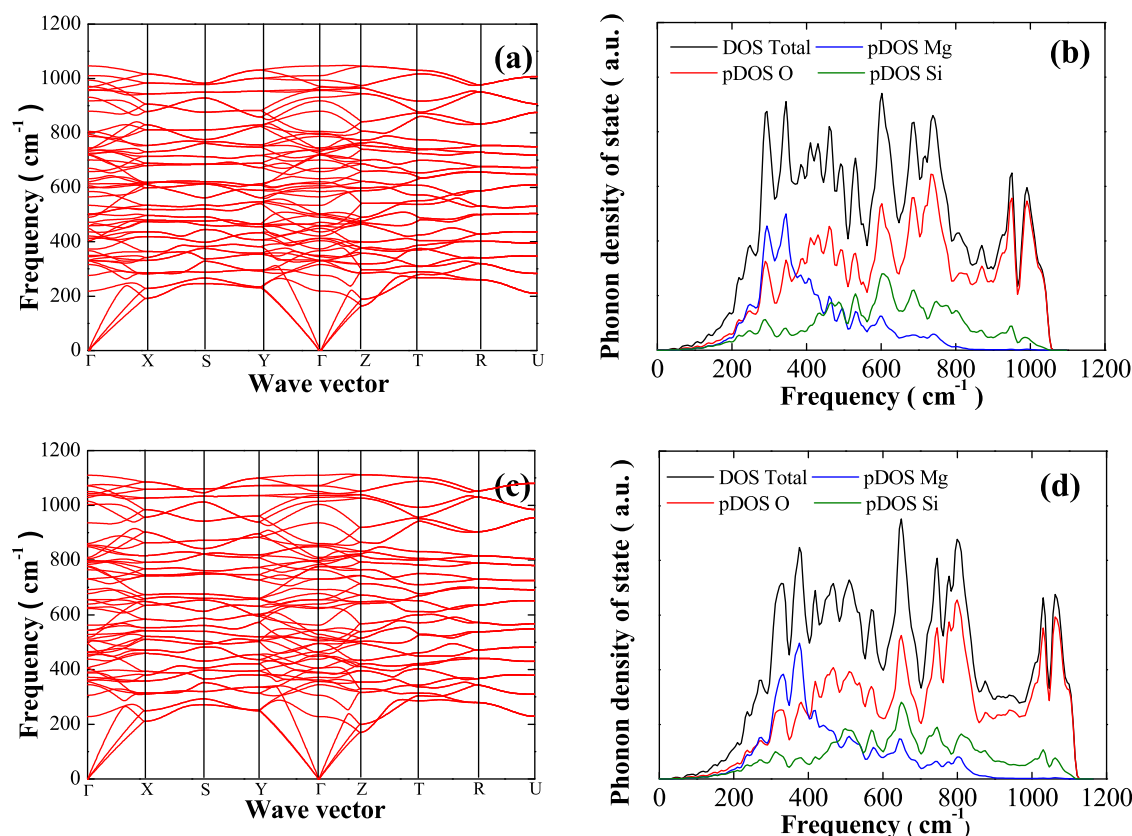 (a)
Frequency ( cm-1 )
1200
1000
800
600
400
200
0
Γ X S Y Γ Z T R U
Wave vector
(b)
DOS Total pDOS Mg
pDOS O pDOS Si
Phonon density of state ( a.u. )
0 200 400 600 800 1000 1200
Frequency ( cm-1 )
(c)
Frequency ( cm-1 )
1200
1000
800
600
400
200
0
Γ X S Y Γ Z T R U
Wave vector
(d)
DOS Total pDOS Mg
pDOS O pDOS Si
Phonon density of state ( a.u. )
0 200 400 600 800 1000 1200
Frequency ( cm-1)